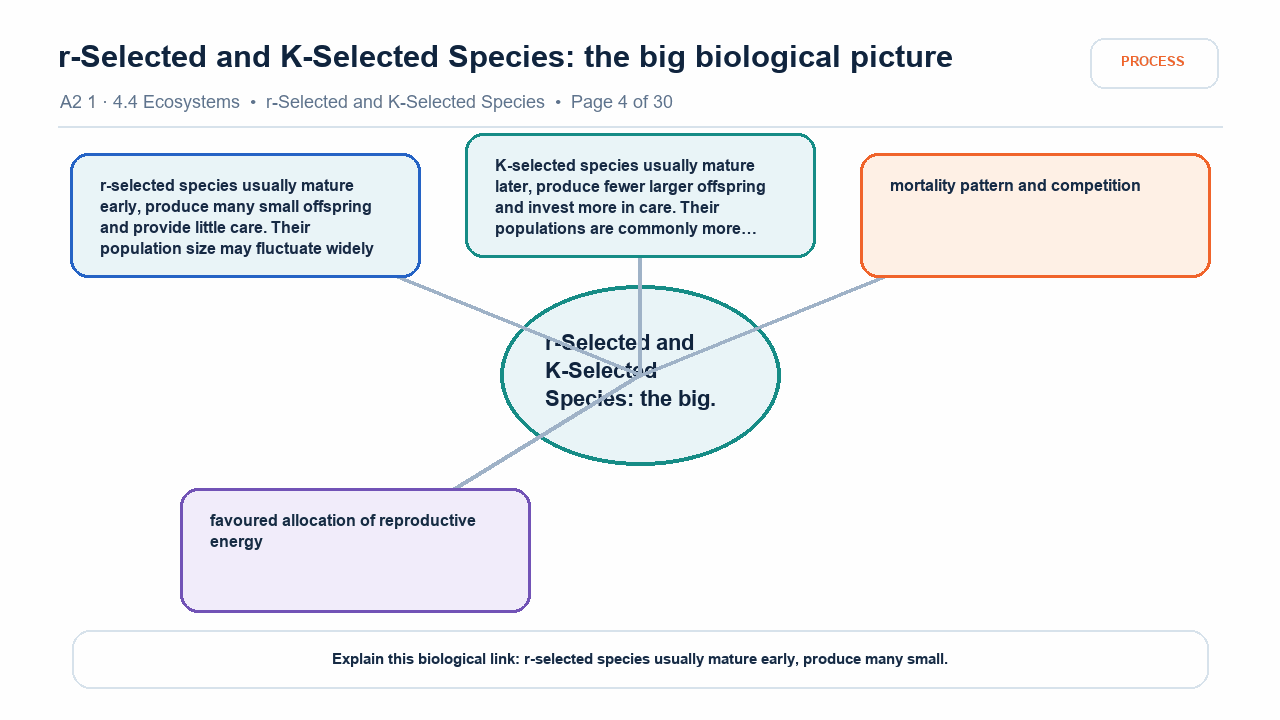 r-Selected and K-Selected Species: the big biological picture
PROCESS
A2 1 · 4.4 Ecosystems • r-Selected and K-Selected Species • Page 4 of 30
r-selected species usually mature
early, produce many small offspring
and provide little care. Their
population size may fluctuate widely
K-selected species usually mature
later, produce fewer larger offspring
and invest more in care. Their
populations are commonly more…
mortality pattern and competition
r-Selected and
K-Selected
Species: the big.
favoured allocation of reproductive
energy
Explain this biological link: r-selected species usually mature early, produce many small.